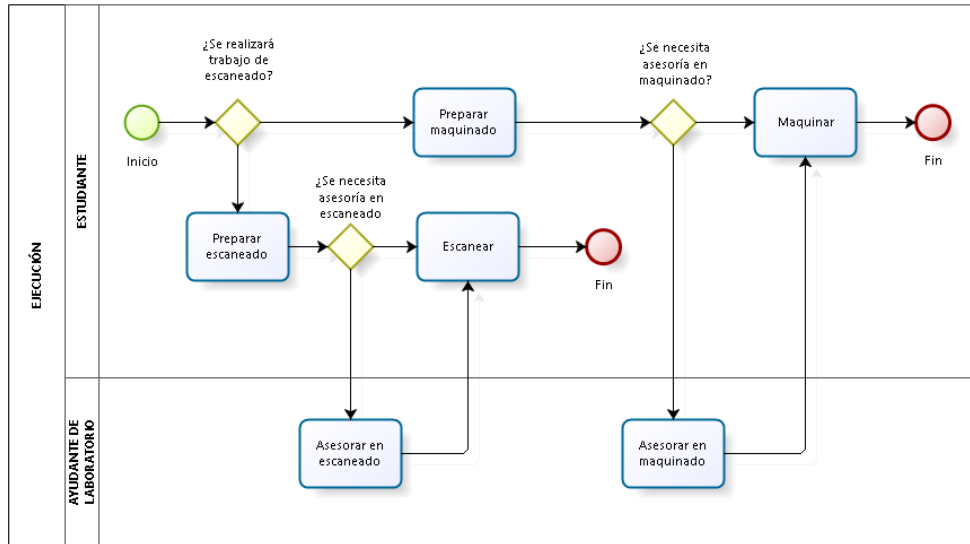 EJECUCIÓN
ESTUDIANTE
¿Se realizará
trabajo de
escaneado?
¿Se necesita
asesoría en
maquinado?
Inicio
Preparar
maquinado
Maquinar
Fin
¿Se necesita
asesoría en
escaneado
Preparar
escaneado
Escanear
Fin
AYUDANTE DE
LABORATORIO
Asesorar en
escaneado
Asesorar en
maquinado